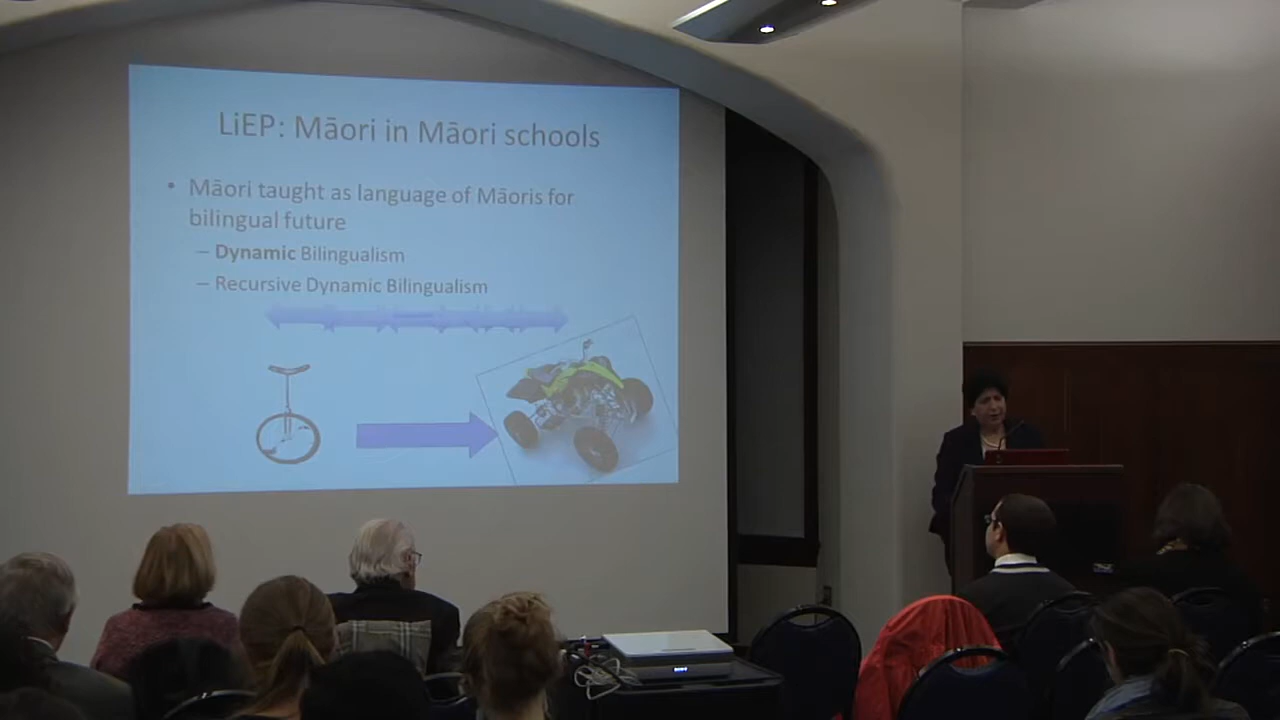 LiEP: Māori in Māori schools
• Māori taught as language of Māoris for
bilingual future
– Dynamic Bilingualism
– Recursive Dynamic Bilingualism
SONY